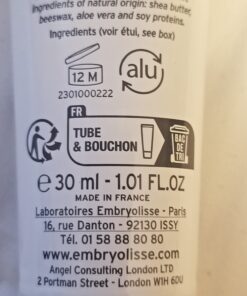 Ingredients of natural origin: shea butter,
beeswax, aloe vera and soy proteins.
Ingredients (voir étui, see box)
12 M
alu
2301000222
FR
TUBE
& BOUCHON
BAC
DE
TRI
e 30 ml - 1.01 FL.OZ
MADE IN FRANCE
Laboratoires Embryolisse - Paris
16, rue Danton - 92130 ISSY
Tél. 01 58 88 80 80
www.embryolisse.com
Angel Consulting London LTD
2 Portman Street - London W1H 6DU